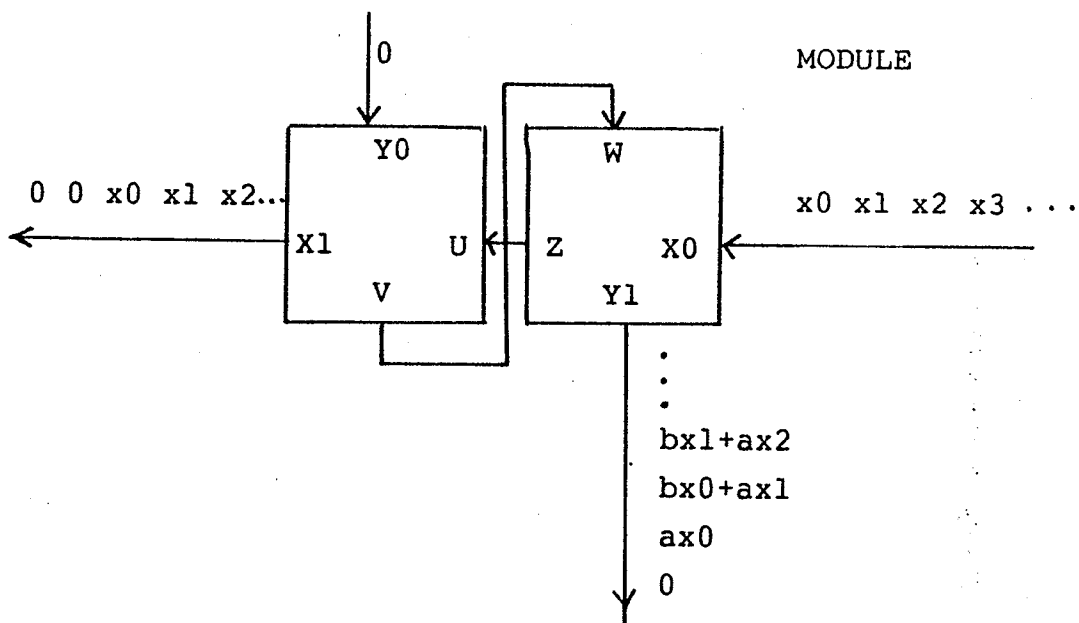 0
MODULE
Y0
W
0 0 x0 x1 x2...
x0 x1 x2 x3 ...
X1
U
Z
X0
V
Y1
.
.
.
bx1+ax2
bx0+ax1
ax0
0